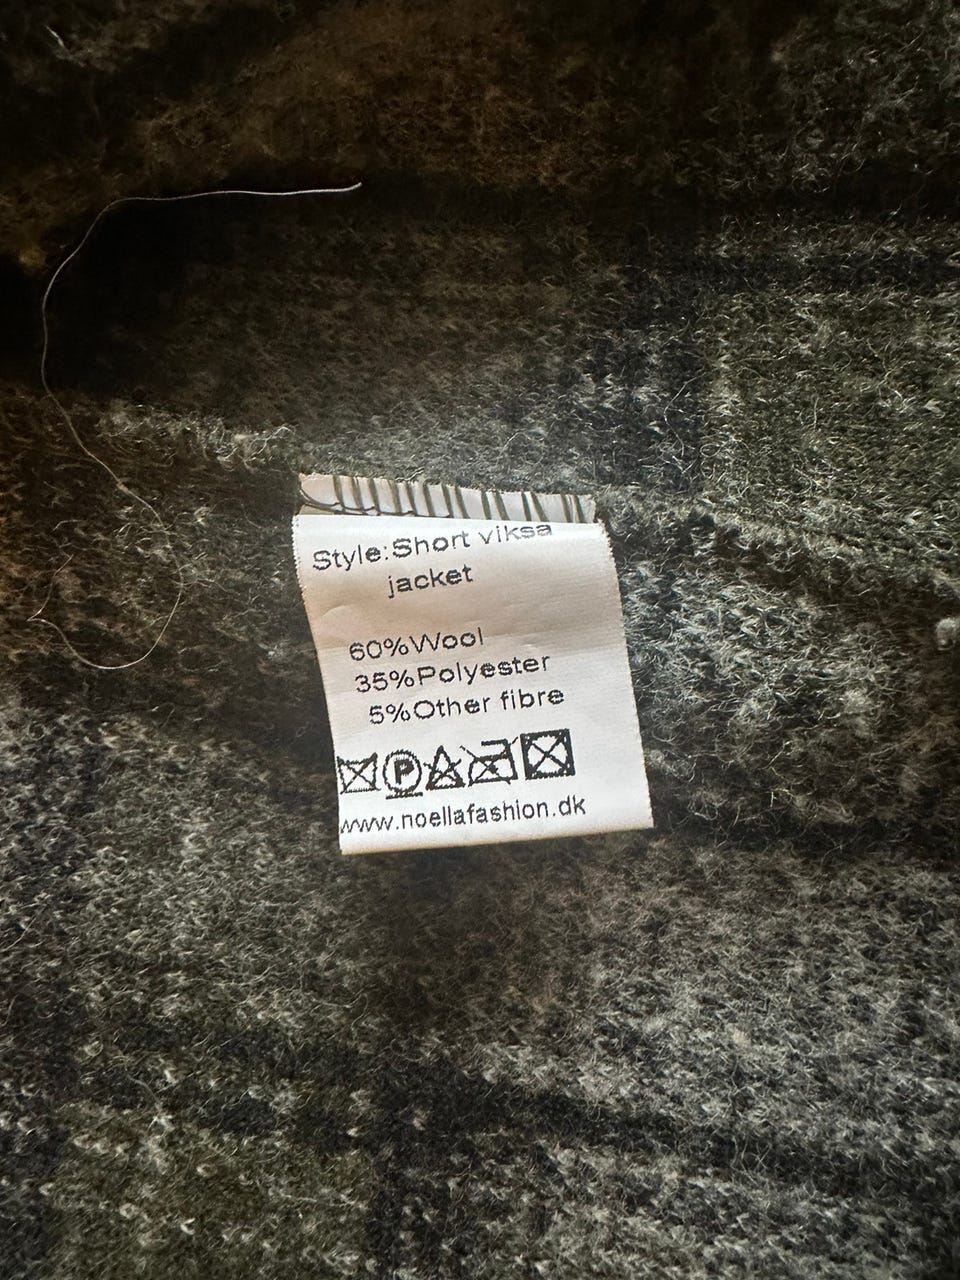 Style:Short viksa
jacket
60%Wool
35%Polyester
5%Other fibre
P
www.noellafashion.dk